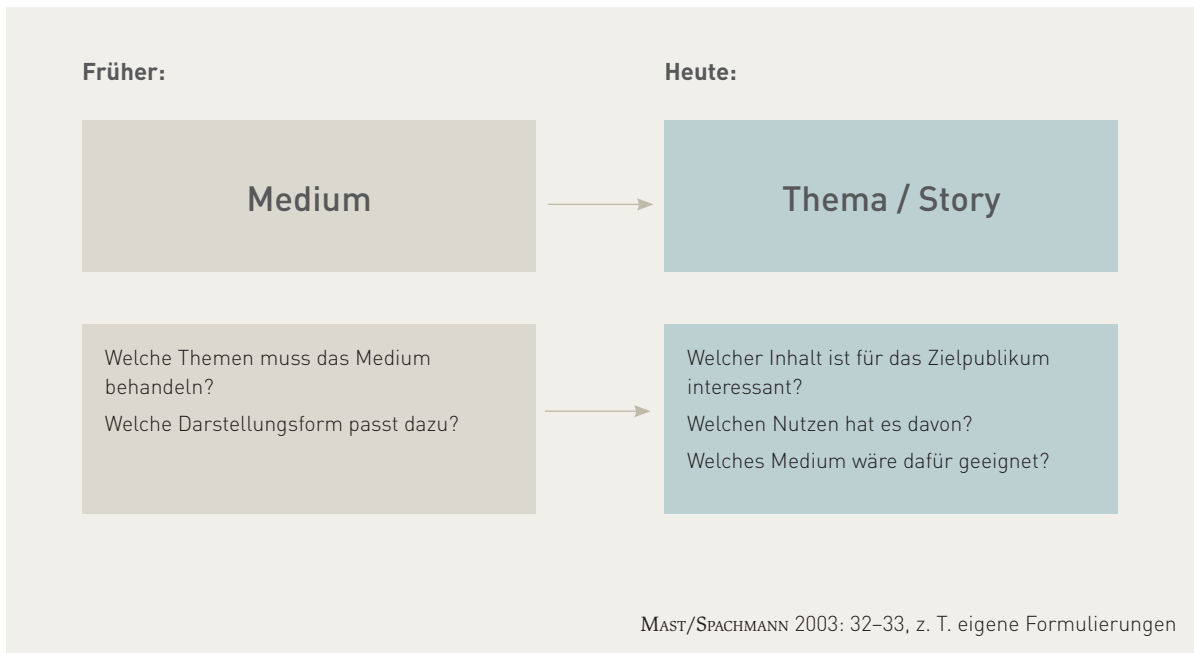 Früher:
Heute:
Medium
Thema / Story
Welche Themen muss das Medium
behandeln?
Welche Darstellungsform passt dazu?
Welcher Inhalt ist für das Zielpublikum
interessant?
Welchen Nutzen hat es davon?
Welches Medium wäre dafür geeignet?
MAST/SPACHMANN 2003: 32–33, z. T. eigene Formulierungen